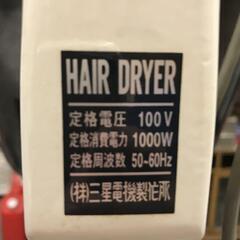 HAIR DRYER
定格電圧 100V
定格消費電力 1000W
定格周波数 50-60Hz
(株)三星電機製作所